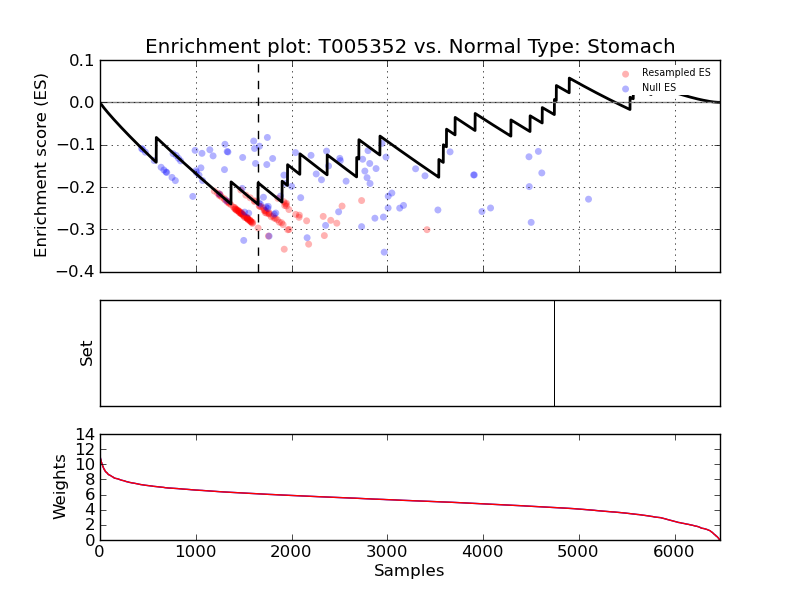 Enrichment plot: T005352 vs. Normal Type: Stomach
Enrichment score (ES)
0.1
0.0
−0.1
−0.2
−0.3
−0.4
Resampled ES
Null ES
Set
Weights
14
12
10
8
6
4
2
0
0 1000 2000 3000 4000 5000 6000
Samples